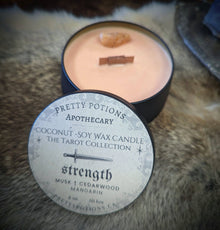 PRETTY POTIONS
APOTHECARY
COCONUT-SOY WAX CANDLE
THE TAROT COLLECTION
strength
MUSK | CEDARWOOD
MANDARIN